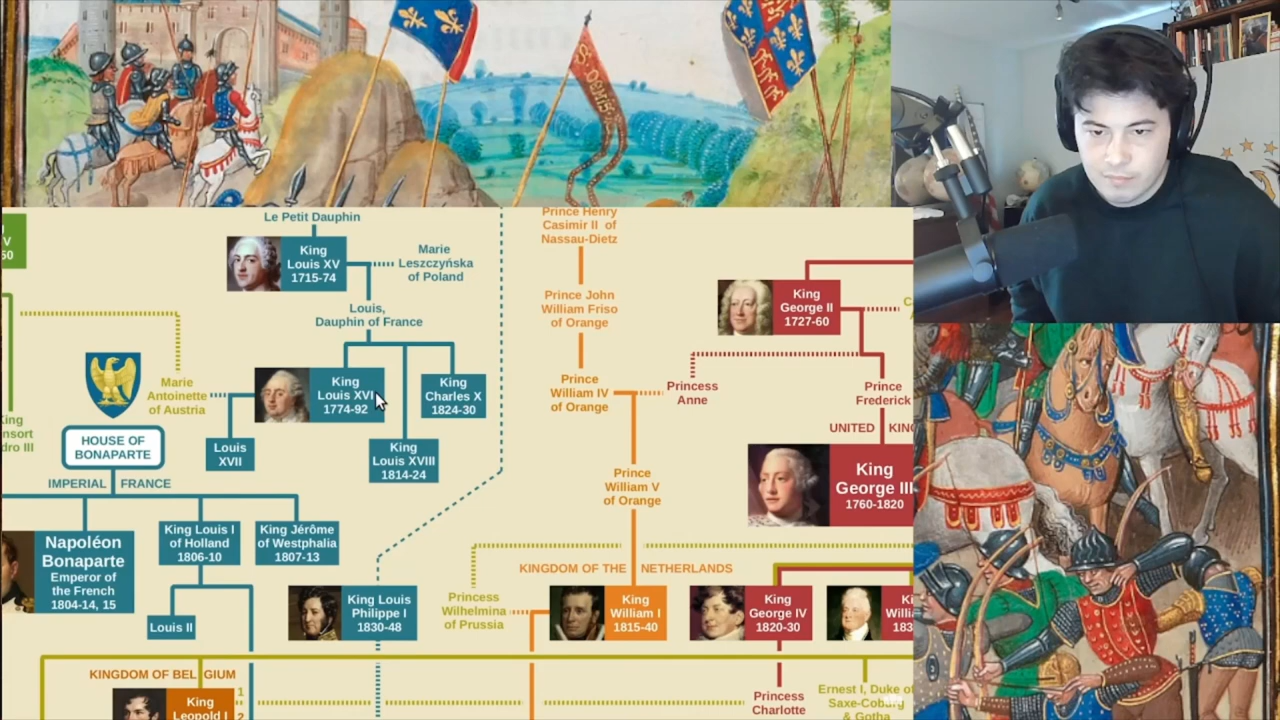 S. DENIS
Le Petit Dauphin
King
Louis XV
1715-74
Marie
Leszczyńska
of Poland
Louis,
Dauphin of France
Marie
Antoinette
of Austria
King
Louis XVI
1774-92
King
Charles X
1824-30
Louis
XVII
King
Louis XVIII
1814-24
HOUSE OF
BONAPARTE
IMPERIAL FRANCE
Napoléon
Bonaparte
Emperor of
the French
1804-14, 15
King Louis I
of Holland
1806-10
King Jérôme
of Westphalia
1807-13
Louis II
King Louis
Philippe I
1830-48
KINGDOM OF BELGIUM
King
Leopold I
1
2
Prince Henry
Casimir II of
Nassau-Dietz
Prince John
William Friso
of Orange
Prince
William IV
of Orange
Princess
Anne
Prince
William V
of Orange
KINGDOM OF THE NETHERLANDS
Princess
Wilhelmina
of Prussia
King
William I
1815-40
King
George II
1727-60
Prince
Frederick
UNITED KING
King
George III
1760-1820
King
George IV
1820-30
Princess
Charlotte
Ernest I, Duke of
Saxe-Coburg
& Gotha